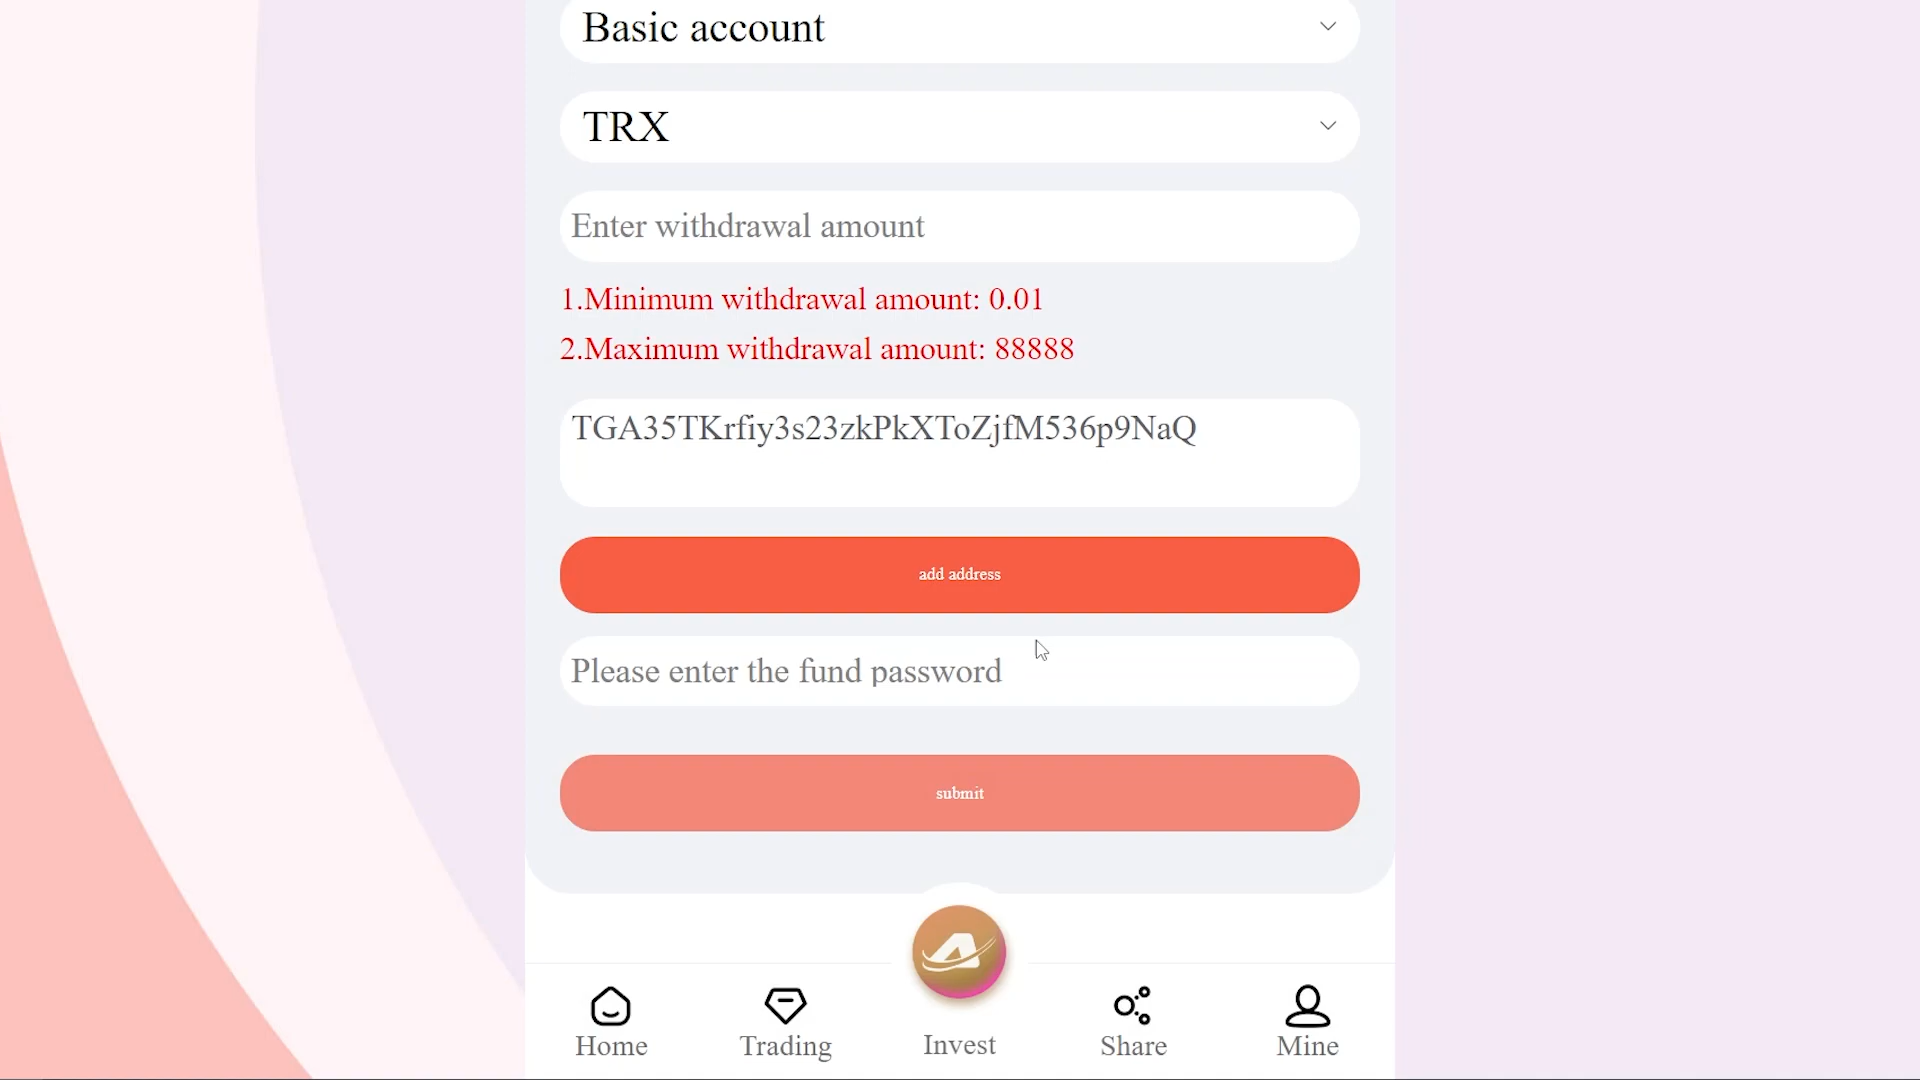 Basic account
TRX
Enter withdrawal amount
1.Minimum withdrawal amount: 0.01
2.Maximum withdrawal amount: 88888
TGA35TKrfiy3s23zkPkXToZjfM536p9NaQ
add address
Please enter the fund password
submit
Home
Trading
Invest
Share
Mine